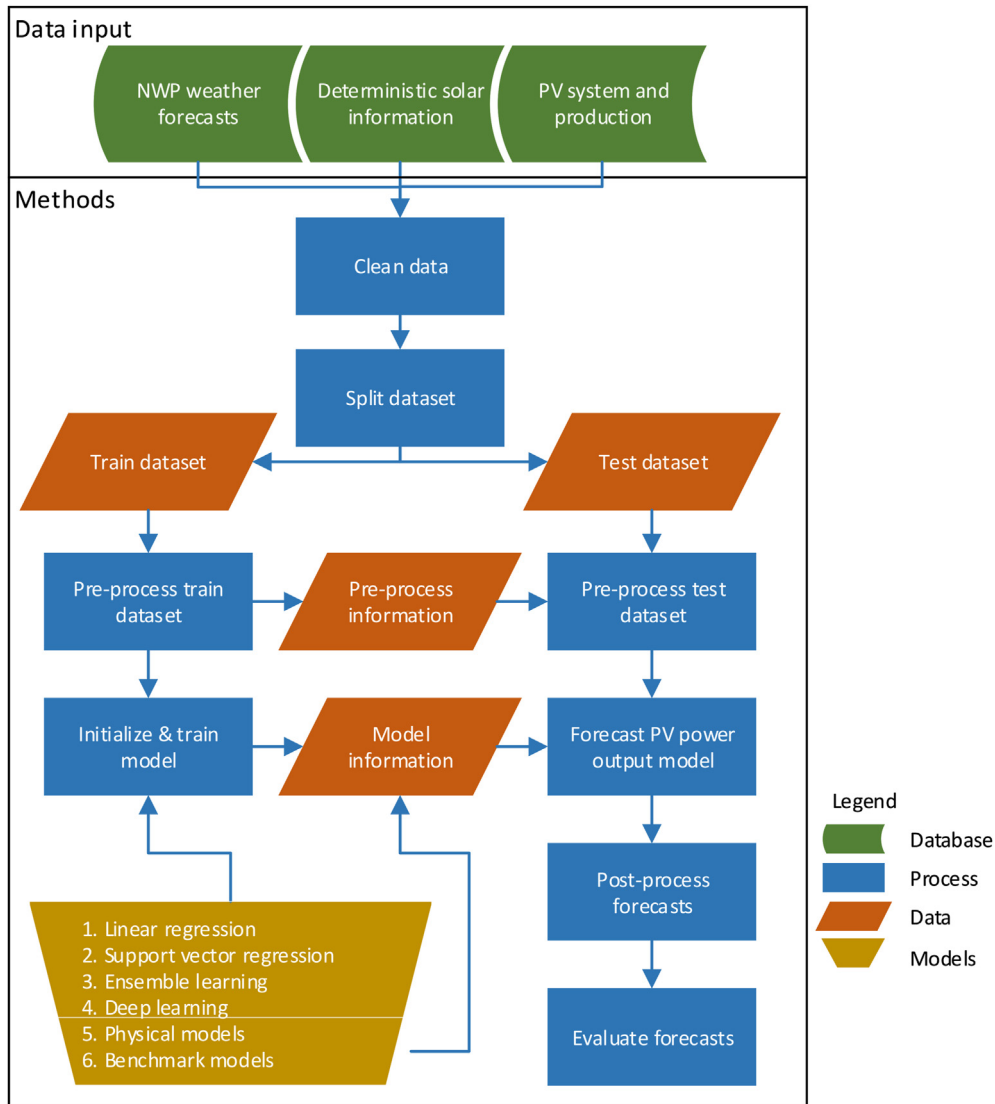 Data input
NWP weather
forecasts
Deterministic solar
information
PV system and
production
Methods
Clean data
Split dataset
Train dataset
Test dataset
Pre-process train
dataset
Pre-process
information
Pre-process test
dataset
Initialize & train
model
Model
information
Forecast PV power
output model
Post-process
forecasts
Evaluate forecasts
1. Linear regression
2. Support vector regression
3. Ensemble learning
4. Deep learning
5. Physical models
6. Benchmark models
Legend
Database
Process
Data
Models